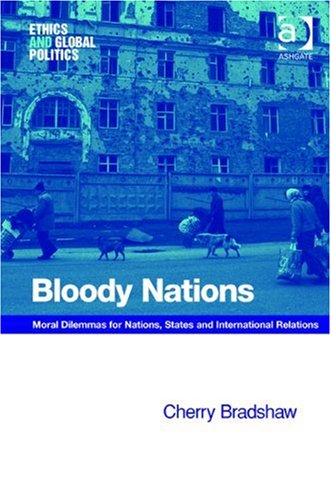 ETHICS
AND GLOBAL
POLITICS
a
ASHGATE
Bloody Nations
Moral Dilemmas for Nations, States and International Relations
Cherry Bradshaw